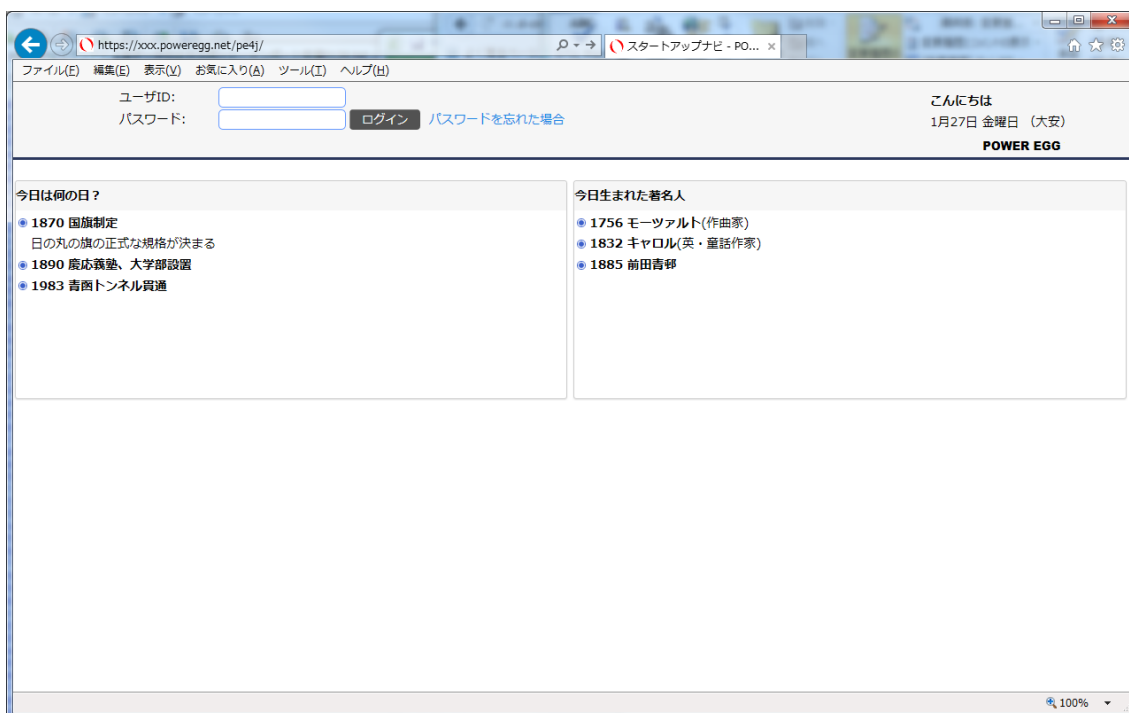 https://xxx.poweregg.net/pe4j/
スタートアップナビ - PO...
ファイル(F) 編集(E) 表示(V) お気に入り(A) ツール(T) ヘルプ(H)
ユーザID:
パスワード:
ログイン
パスワードを忘れた場合
こんにちは
1月27日 金曜日 (大安)
POWER EGG
今日は何の日?
1870 国旗制定
日の丸の旗の正式な規格が決まる
1890 慶応義塾、大学部設置
1983 青函トンネル貫通
今日生まれた著名人
1756 モーツァルト(作曲家)
1832 キャロル(英・童話作家)
1885 前田青邨
100%